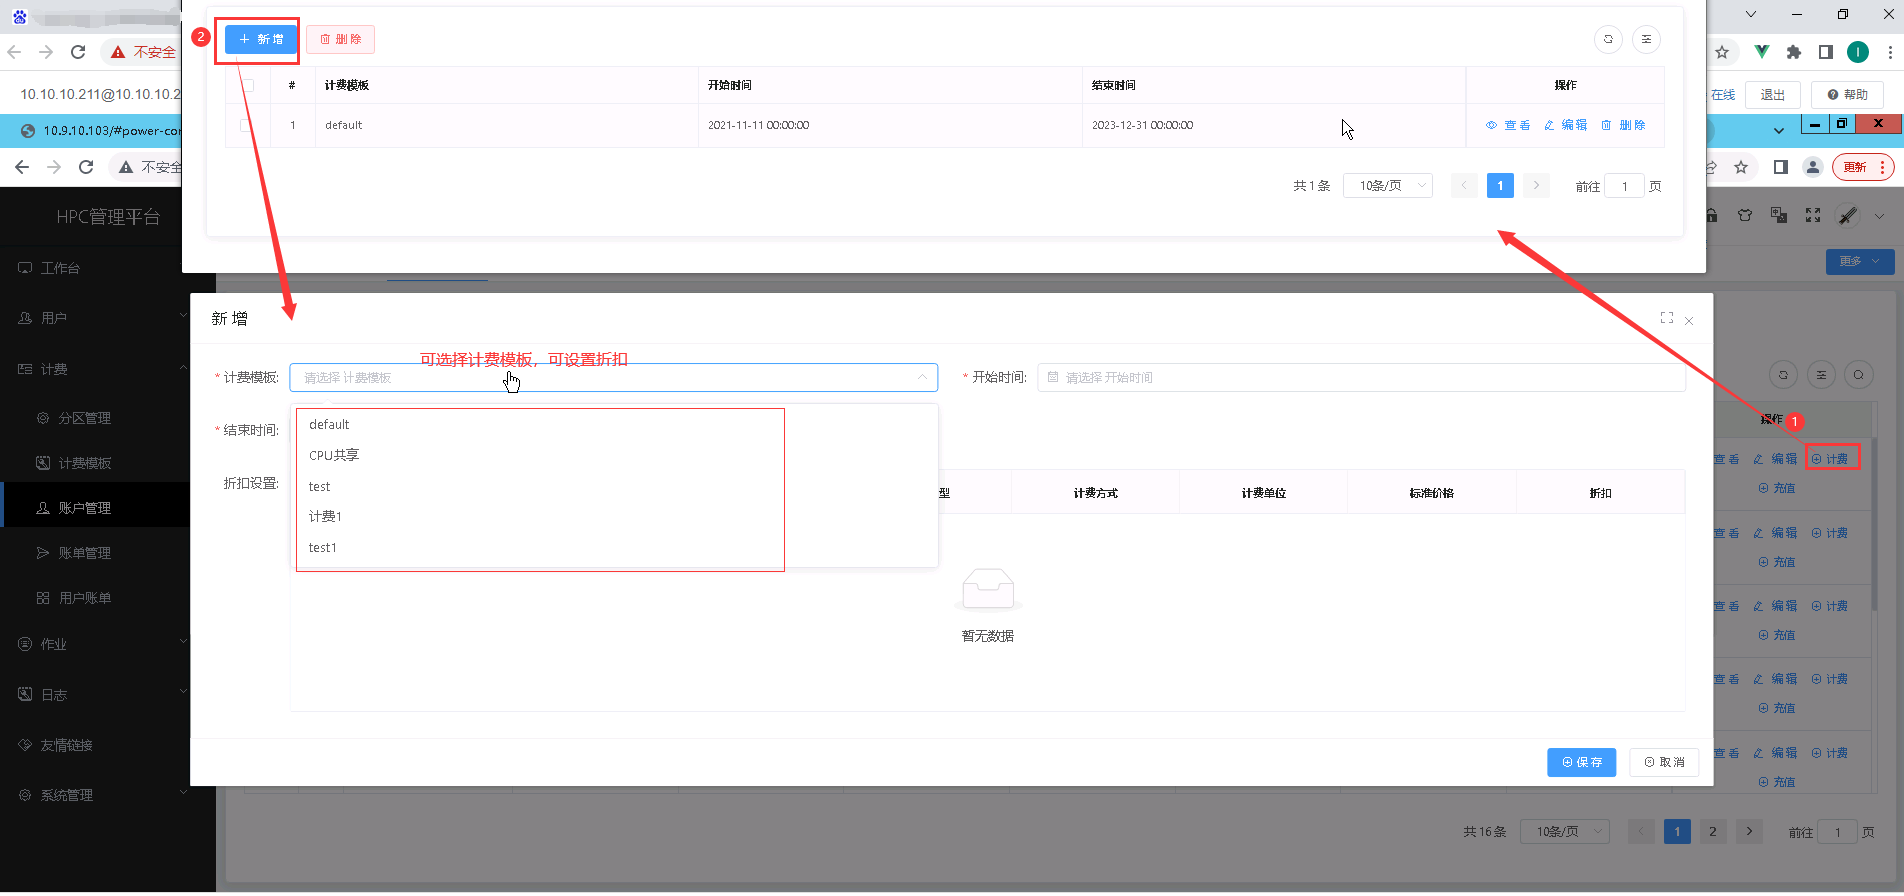 不安全
10.10.10.211@10.10.10.2
在线
退出
帮助
10.9.10.103/#power-cor
不安全
更新
2
新增
删除
#
计费模板
开始时间
结束时间
操作
1
default
2021-11-11 00:00:00
2023-12-31 00:00:00
查看
编辑
删除
共1条
10条/页
1
前往
1
页
HPC管理平台
工作台
用户
计费
分区管理
计费模板
账户管理
账单管理
用户账单
作业
日志
友情链接
系统管理
更多
新增
可选择计费模板，可设置折扣
* 计费模板:
请选择 计费模板
* 开始时间:
请选择 开始时间
* 结束时间:
default
CPU共享
test
计费1
test1
折扣设置:
型
计费方式
计费单位
标准价格
折扣
暂无数据
保存
取消
操作
1
查看
编辑
计费
充值
查看
编辑
计费
充值
查看
编辑
计费
充值
查看
编辑
计费
充值
查看
编辑
计费
充值
共16条
10条/页
1
2
前往
1
页